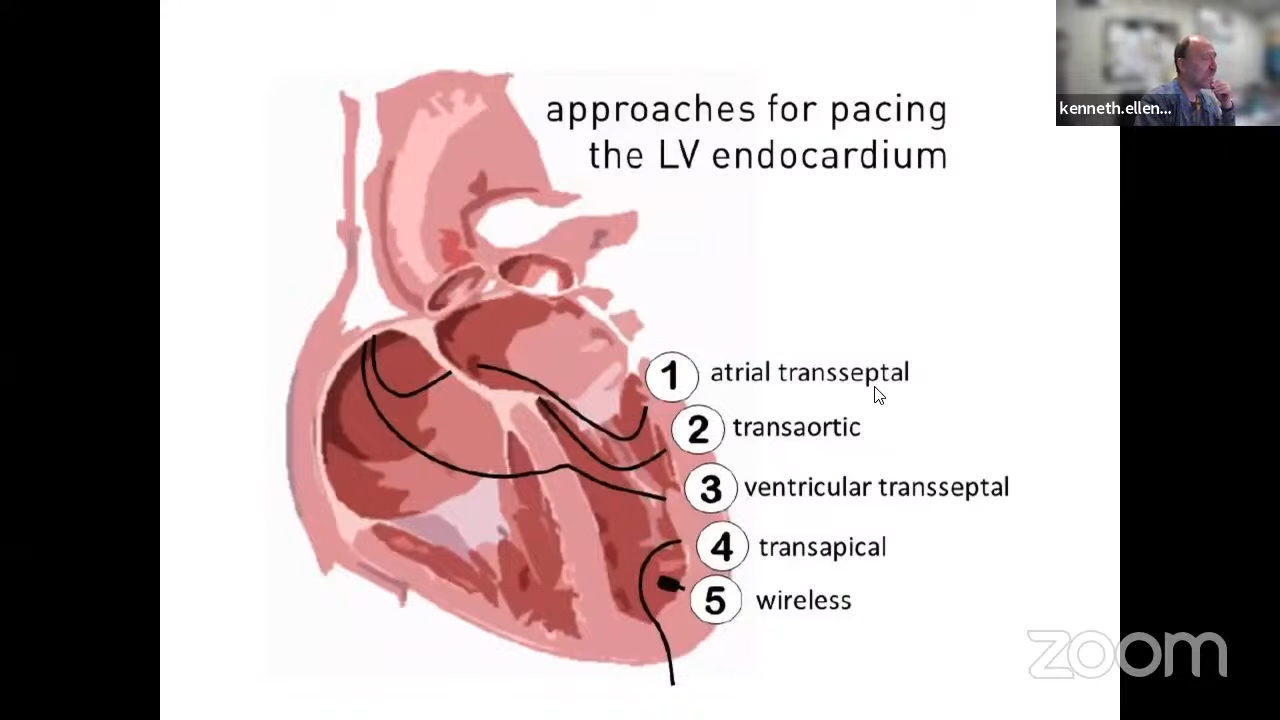 kenneth.ellen...
approaches for pacing
the LV endocardium
1 atrial transseptal
2 transaortic
3 ventricular transseptal
4 transapical
5 wireless
zoom